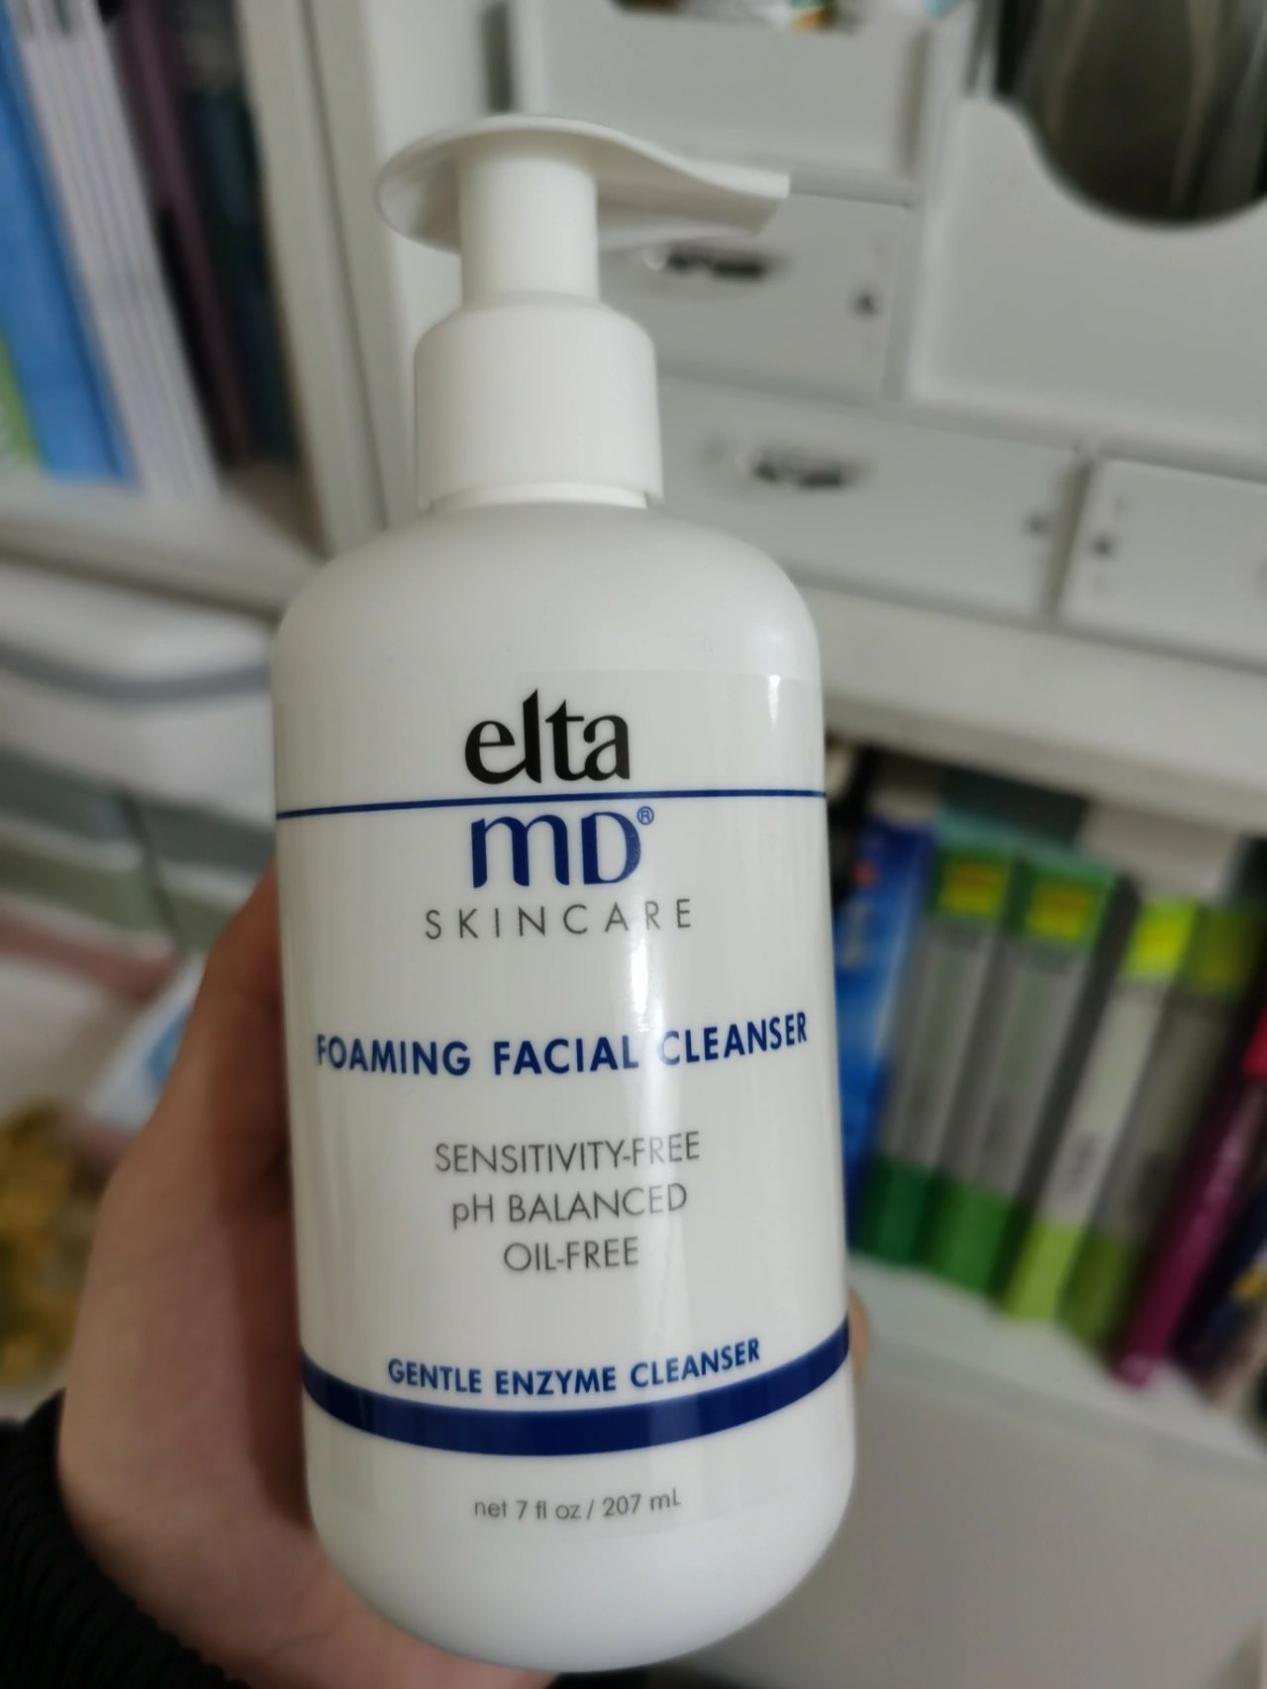 elta
MD®
SKINCARE
FOAMING FACIAL CLEANSER
SENSITIVITY-FREE
pH BALANCED
OIL-FREE
GENTLE ENZYME CLEANSER
net 7 fl oz / 207 mL